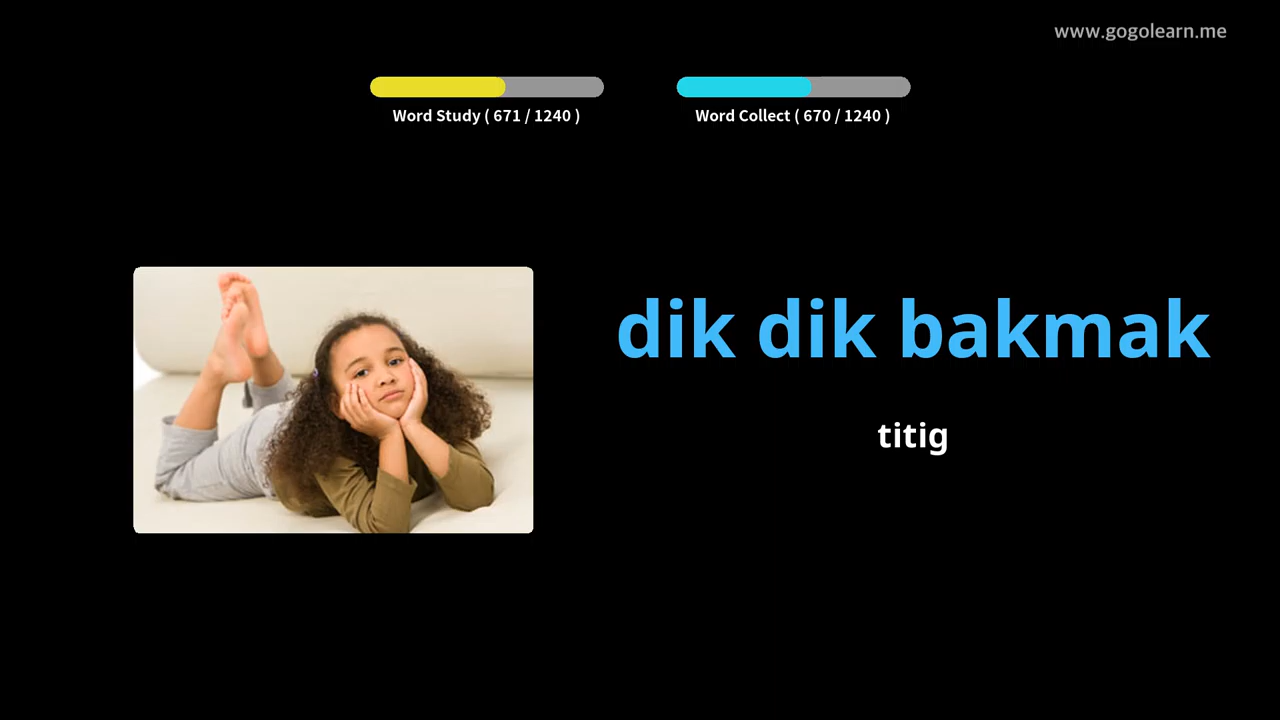 www.gogolearn.me
Word Study ( 671 / 1240 )
Word Collect ( 670 / 1240 )
dik dik bakmak
titig